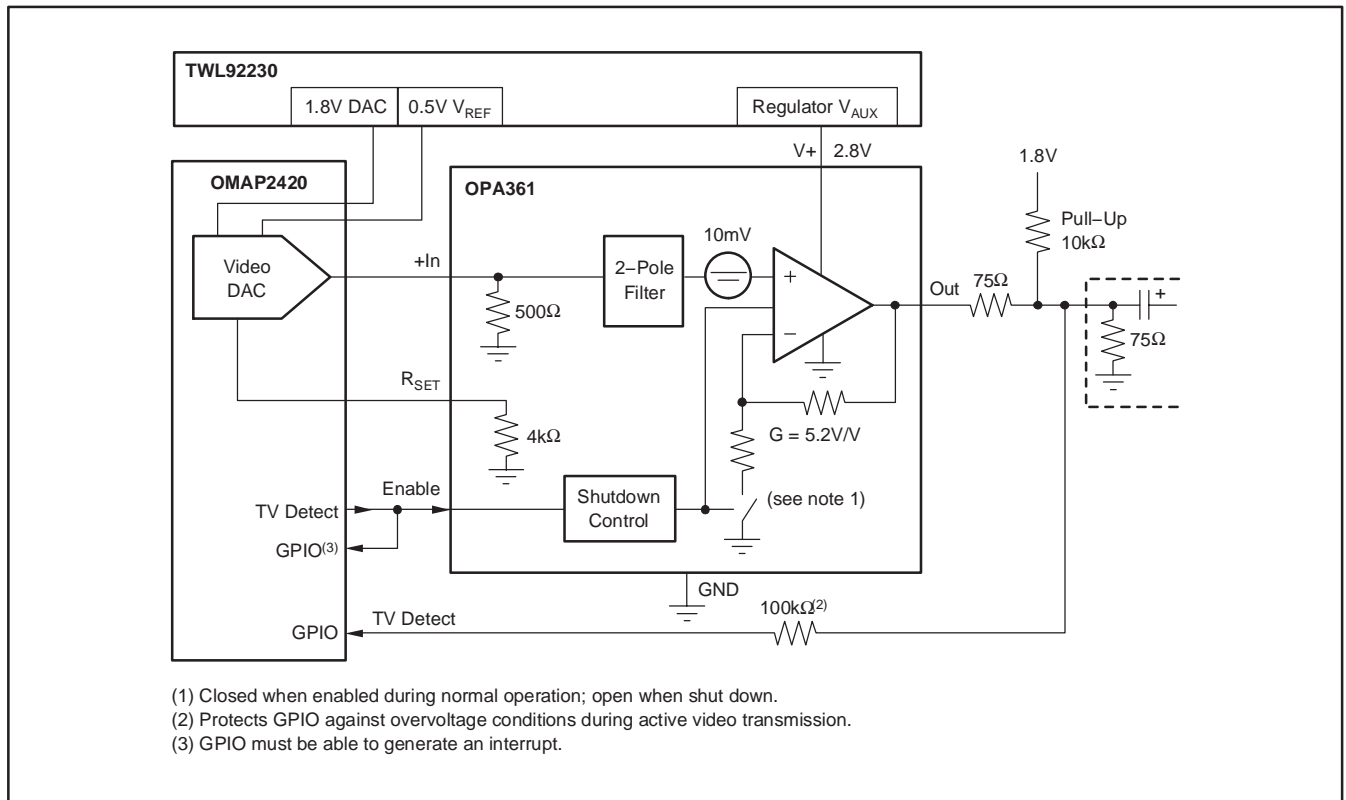 TWL92230
1.8V DAC
0.5V VREF
Regulator VAUX
V+
2.8V
1.8V
OMAP2420
OPA361
Pull−Up
10kΩ
10mV
Video
DAC
+In
2−Pole
Filter
+
−
Out
75Ω
+
500Ω
75Ω
RSET
4kΩ
G = 5.2V/V
Enable
Shutdown
Control
(see note 1)
TV Detect
GPIO(3)
GND
100kΩ(2)
TV Detect
GPIO
(1) Closed when enabled during normal operation; open when shut down.
(2) Protects GPIO against overvoltage conditions during active video transmission.
(3) GPIO must be able to generate an interrupt.